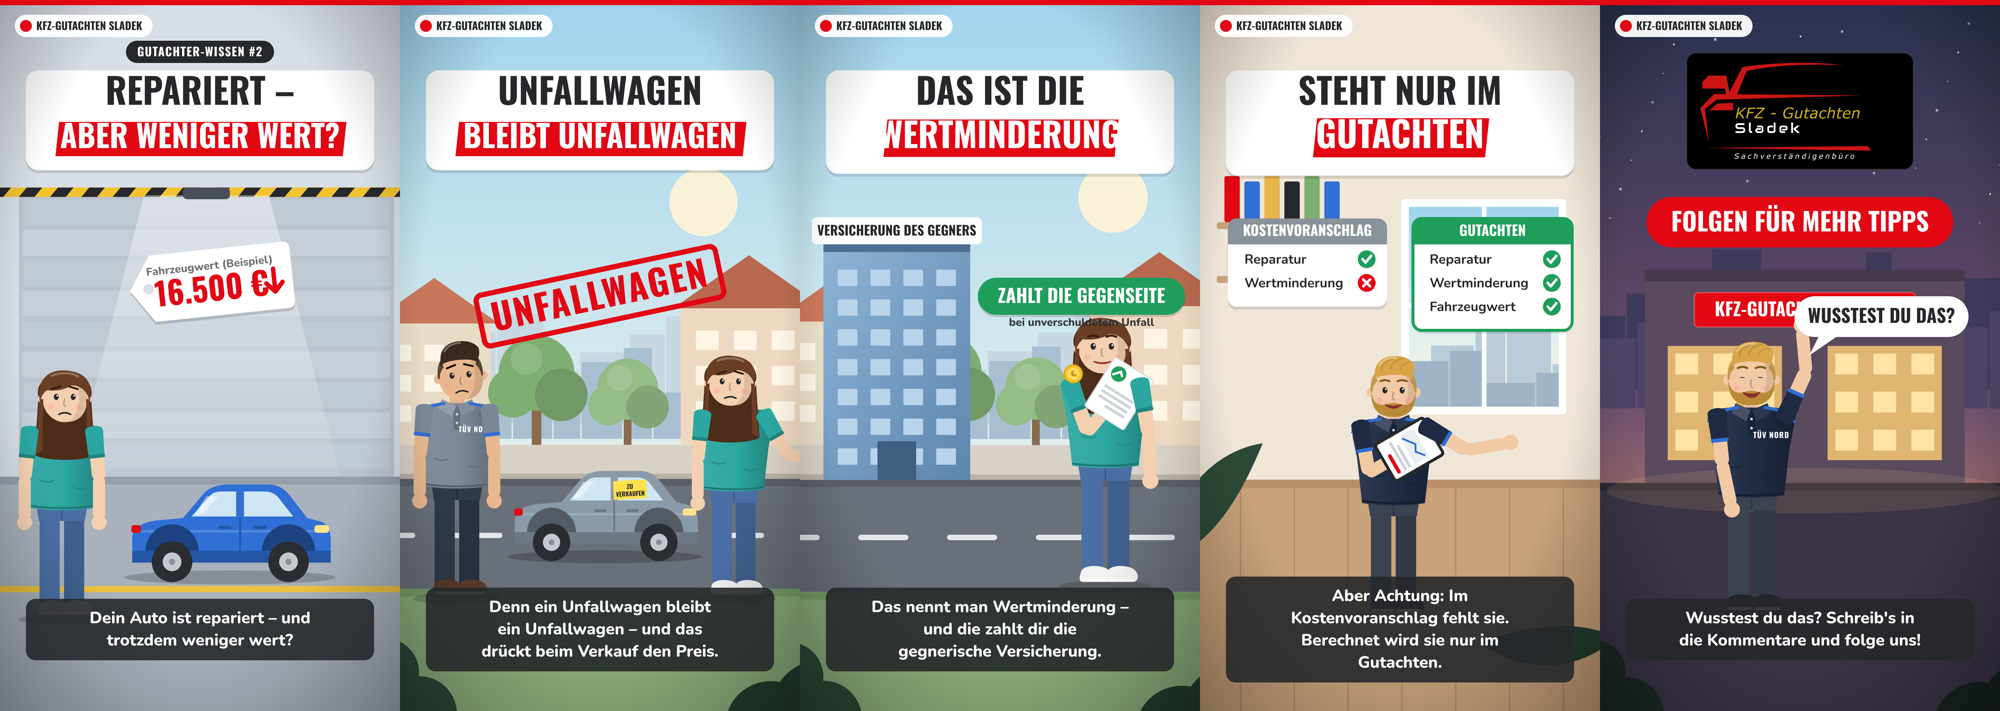 KFZ-GUTACHTEN SLADEK
GUTACHTER-WISSEN #2
REPARIERT –
ABER WENIGER WERT?
Fahrzeugwert (Beispiel)
16.500 €
Dein Auto ist repariert – und
trotzdem weniger wert?
KFZ-GUTACHTEN SLADEK
UNFALLWAGEN
BLEIBT UNFALLWAGEN
UNFALLWAGEN
TÜV NO
ZU
VERKAUFEN
Denn ein Unfallwagen bleibt
ein Unfallwagen – und das
drückt beim Verkauf den Preis.
KFZ-GUTACHTEN SLADEK
DAS IST DIE
WERTMINDERUNG
VERSICHERUNG DES GEGNERS
ZAHLT DIE GEGENSEITE
bei unverschuldetem Unfall
Das nennt man Wertminderung –
und die zahlt dir die
gegnerische Versicherung.
KFZ-GUTACHTEN SLADEK
STEHT NUR IM
GUTACHTEN
KOSTENVORANSCHLAG
Reparatur
Wertminderung
GUTACHTEN
Reparatur
Wertminderung
Fahrzeugwert
Aber Achtung: Im
Kostenvoranschlag fehlt sie.
Berechnet wird sie nur im
Gutachten.
KFZ-GUTACHTEN SLADEK
KFZ - Gutachten
Sladek
Sachverständigenbüro
FOLGEN FÜR MEHR TIPPS
KFZ-GUTAC
WUSSTEST DU DAS?
TÜV NORD
Wusstest du das? Schreib's in
die Kommentare und folge uns!